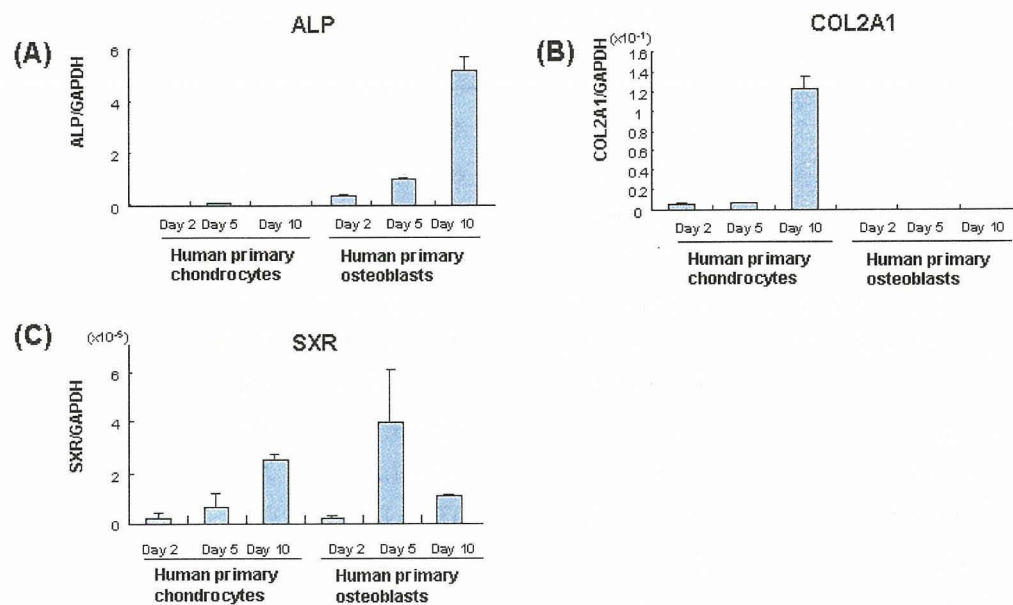 (A)
ALP
ALP/GAPDH
6
4
2
0
Day 2 Day 5 Day 10 Day 2 Day 5 Day 10
Human primary
chondrocytes
Human primary
osteoblasts
(B)
COL2A1
(x10-1)
COL2A1/GAPDH
1.6
1.4
1.2
1
0.8
0.6
0.4
0.2
0
Day 2 Day 5 Day 10 Day 2 Day 5 Day 10
Human primary
chondrocytes
Human primary
osteoblasts
(C)
SXR
(x10-5)
SXR/GAPDH
6
4
2
0
Day 2 Day 5 Day 10 Day 2 Day 5 Day 10
Human primary
chondrocytes
Human primary
osteoblasts